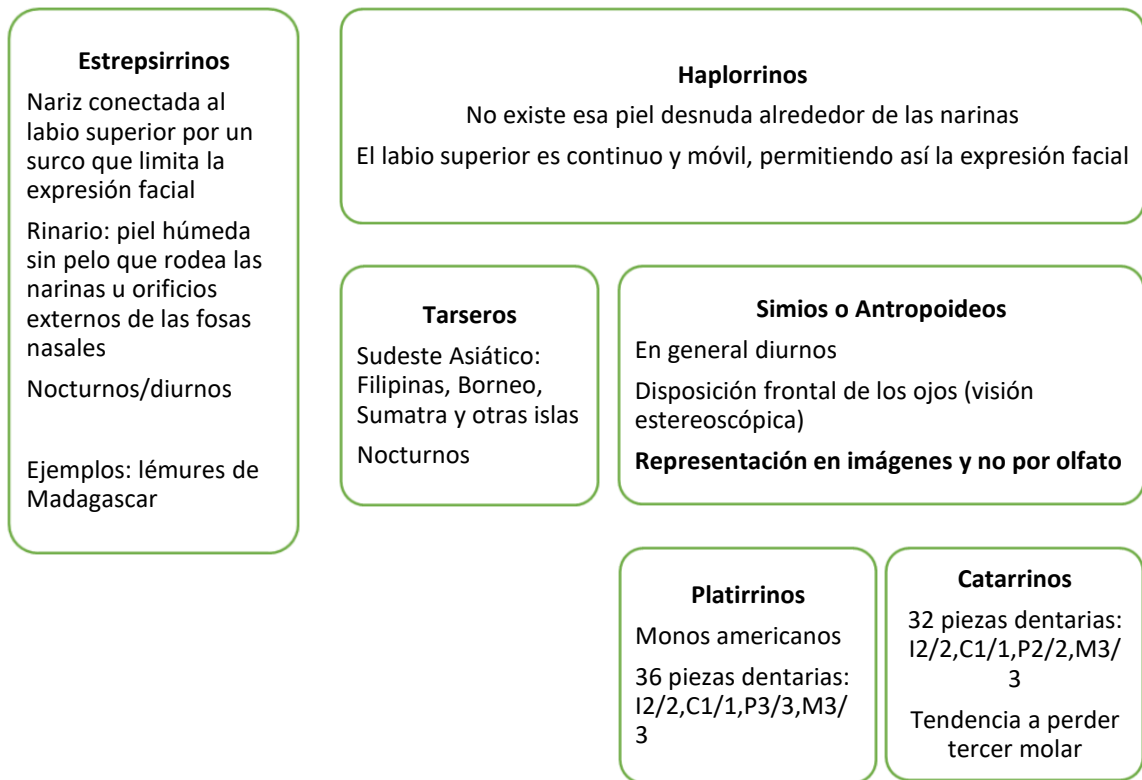 Estrepsirrinos
Nariz conectada al
labio superior por un
surco que limita la
expresión facial
Rinario: piel húmeda
sin pelo que rodea las
narinas u orificios
externos de las fosas
nasales
Nocturnos/diurnos
Ejemplos: lémures de
Madagascar
Haplorrinos
No existe esa piel desnuda alrededor de las narinas
El labio superior es continuo y móvil, permitiendo así la expresión facial
Tarseros
Sudeste Asiático:
Filipinas, Borneo,
Sumatra y otras islas
Nocturnos
Simios o Antropoideos
En general diurnos
Disposición frontal de los ojos (visión
estereoscópica)
Representación en imágenes y no por olfato
Platirrinos
Monos americanos
36 piezas dentarias:
I2/2,C1/1,P3/3,M3/
3
Catarrinos
32 piezas dentarias:
I2/2,C1/1,P2/2,M3/
3
Tendencia a perder
tercer molar